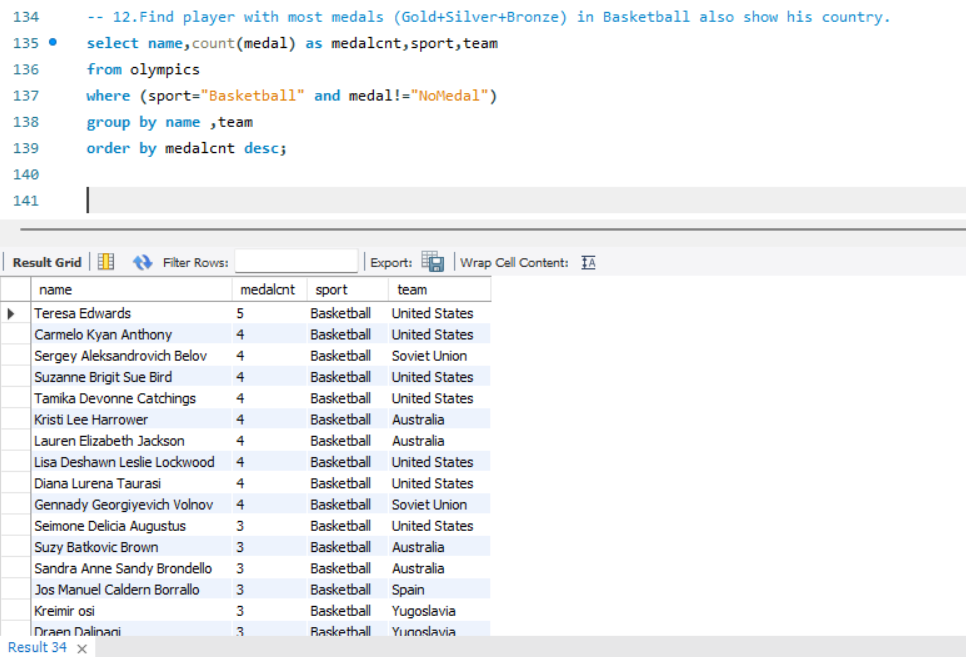 134 -- 12.Find player with most medals (Gold+Silver+Bronze) in Basketball also show his country.
135 select name,count(medal) as medalcnt,sport,team
136 from olympics
137 where (sport="Basketball" and medal!="NoMedal")
138 group by name ,team
139 order by medalcnt desc;
140
141
Result Grid Filter Rows: Export: Wrap Cell Content: IA
name medalcnt sport team
Teresa Edwards 5 Basketball United States
Carmelo Kyan Anthony 4 Basketball United States
Sergey Aleksandrovich Belov 4 Basketball Soviet Union
Suzanne Brigit Sue Bird 4 Basketball United States
Tamika Devonne Catchings 4 Basketball United States
Kristi Lee Harrower 4 Basketball Australia
Lauren Elizabeth Jackson 4 Basketball Australia
Lisa Deshawn Leslie Lockwood 4 Basketball United States
Diana Lurena Taurasi 4 Basketball United States
Gennady Georgiyevich Volnov 4 Basketball Soviet Union
Seimone Delicia Augustus 3 Basketball United States
Suzy Batkovic Brown 3 Basketball Australia
Sandra Anne Sandy Brondello 3 Basketball Australia
Jos Manuel Caldern Borrallo 3 Basketball Spain
Kreimir osi 3 Basketball Yugoslavia
Draen Dalipagi 3 Basketball Yugoslavia
Result 34